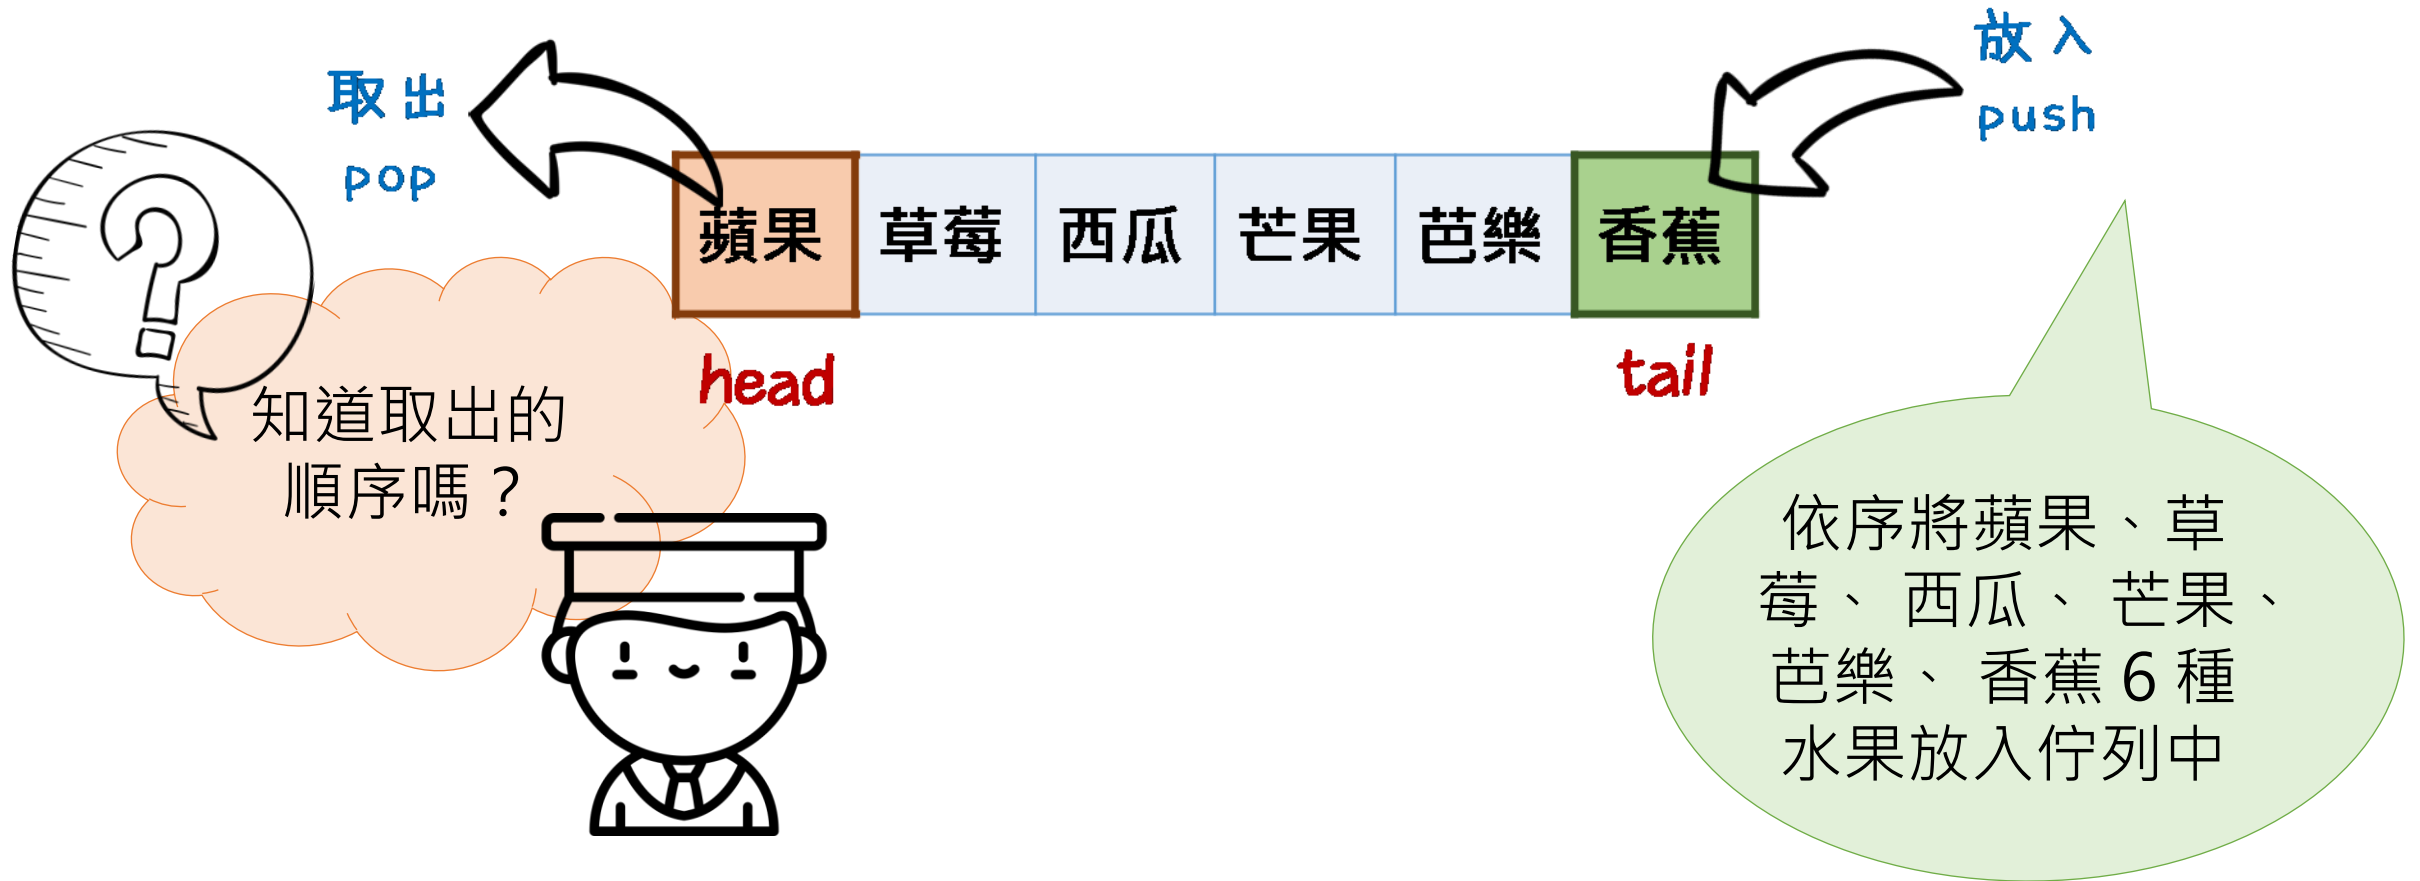 取出
pop
放入
push
蘋果 草莓 西瓜 芒果 芭樂 香蕉
head
tail
知道取出的
順序嗎？
依序將蘋果、草
莓、 西瓜、 芒果、
芭樂、 香蕉 6 種
水果放入佇列中